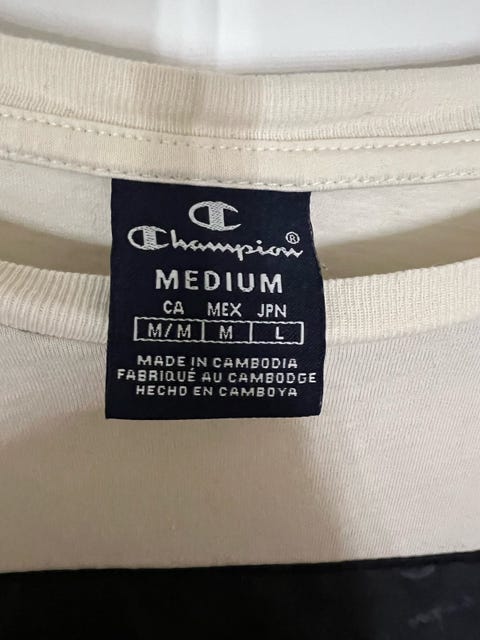 Champion®
MEDIUM
CA MEX JPN
M/M M L
MADE IN CAMBODIA
FABRIQUÉ AU CAMBODGE
HECHO EN CAMBOYA